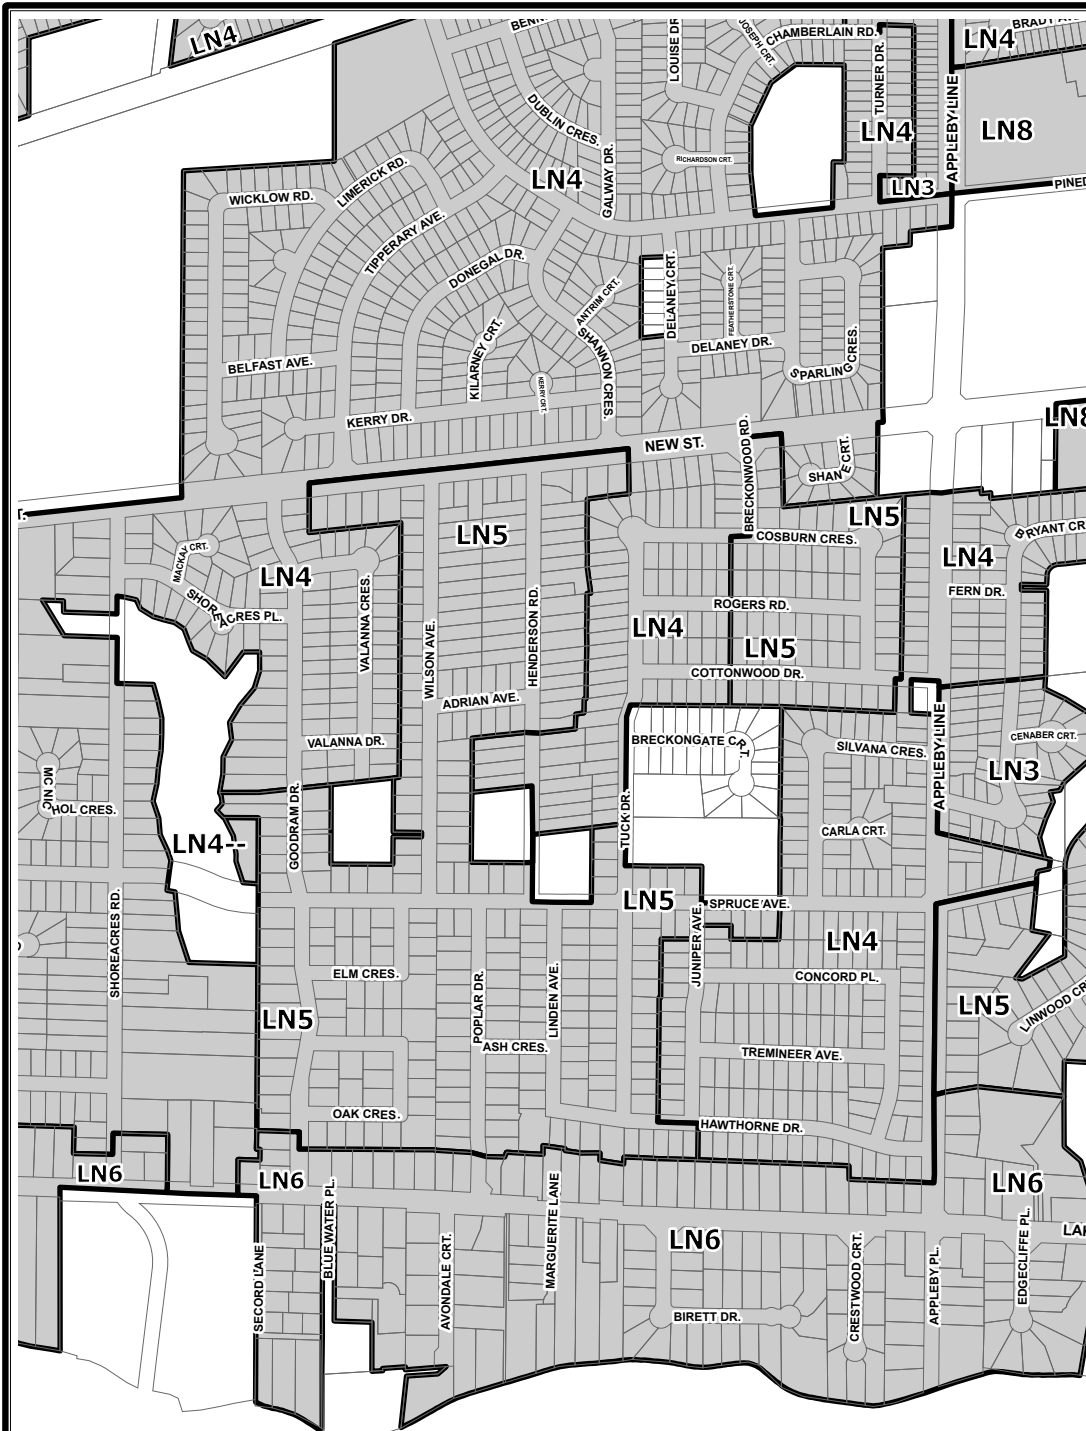 BENN
LOUISE DR.
JOSEPH CRT.
CHAMBERLAIN RD.
BRADY AVE
LN4
LN4
TURNER DR.
APPLEBY LINE
DUBLIN CRES.
LN4
LN8
RICHARDSON CRT.
LIMERICK RD.
LN4
GALWAY DR.
LN3
PINED
WICKLOW RD.
TIPPERARY AVE.
DONEGAL DR.
DELANEY CRT.
FEATHERSTONE CRT.
ANTRIM CRT.
DELANEY DR.
SPARLING CRES.
BELFAST AVE.
KILARNEY CRT.
SHANNON CRES.
KERRY CRT.
KERRY DR.
NEW ST.
BRECKONWOOD RD.
LN8
SHANE CRT.
T.
LN5
LN5
COSBURN CRES.
BRYANT CR
MACKAY CRT.
LN4
LN4
VALANNA CRES.
HENDERSON RD.
FERN DR.
SHOREACRES PL.
ROGERS RD.
WILSON AVE.
LN4
LN5
COTTONWOOD DR.
ADRIAN AVE.
VALANNA DR.
BRECKONGATE CRT.
SILVANA CRES.
APPLEBY LINE
CENABER CRT.
MC NICHOL CRES.
LN3
GOODRAM DR.
TUCK DR.
CARLA CRT.
LN4--
LN5
SPRUCE AVE.
SHOREACRES RD.
JUNIPER AVE.
LN4
ELM CRES.
CONCORD PL.
LN5
POPLAR DR.
LINDEN AVE.
LN5
LINWOOD CR
ASH CRES.
TREMINEER AVE.
OAK CRES.
HAWTHORNE DR.
LN6
LN6
LN6
BLUE WATER PL.
MARGUERITE LANE
LN6
EDGECLIFFE PL.
LAK
SECORD LANE
AVONDALE CRT.
CRESTWOOD CRT.
APPLEBY PL.
BIRETT DR.